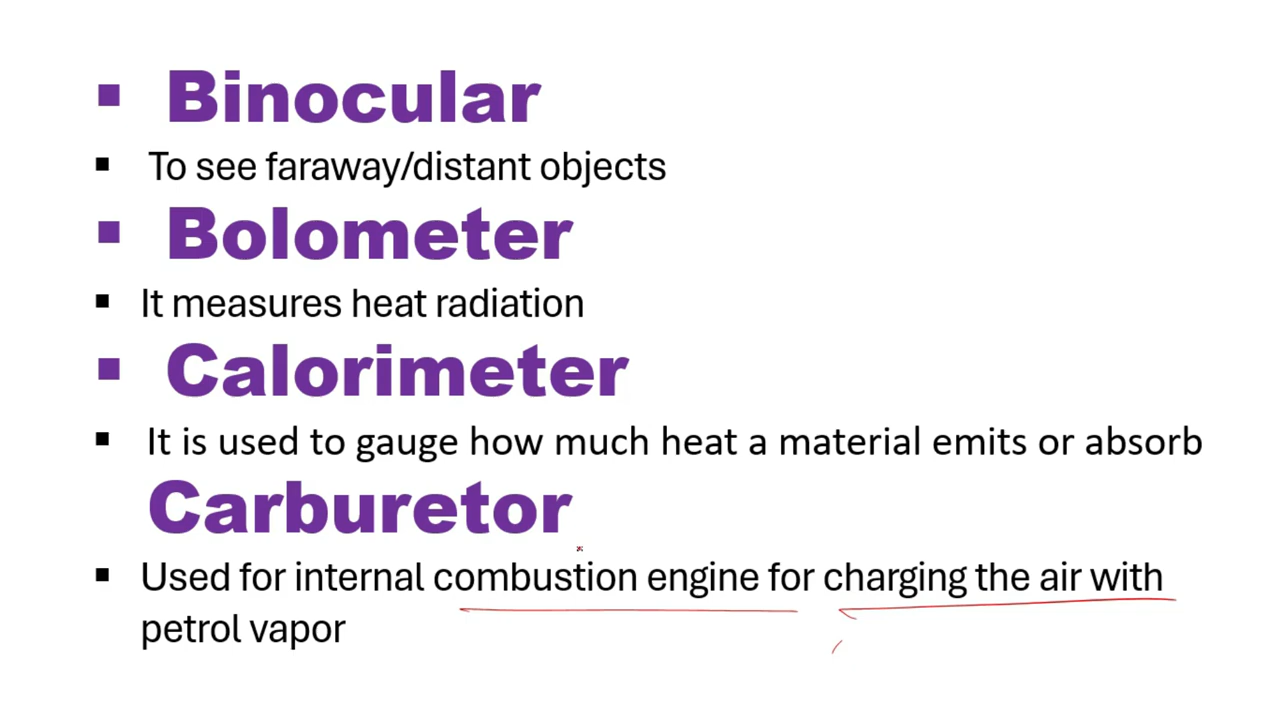 ▪ Binocular
▪ To see faraway/distant objects
▪ Bolometer
▪ It measures heat radiation
▪ Calorimeter
▪ It is used to gauge how much heat a material emits or absorb
Carburetor
▪ Used for internal combustion engine for charging the air with
petrol vapor